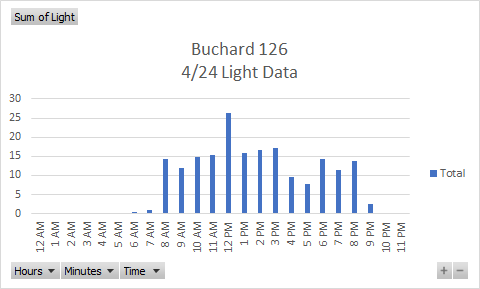 Sum of Light
Buchard 126
4/24 Light Data
30
25
20
15
10
5
0
12 AM
1 AM
2 AM
3 AM
4 AM
5 AM
6 AM
7 AM
8 AM
9 AM
10 AM
11 AM
12 PM
1 PM
2 PM
3 PM
4 PM
5 PM
6 PM
7 PM
8 PM
9 PM
10 PM
11 PM
Total
Hours Minutes Time + −